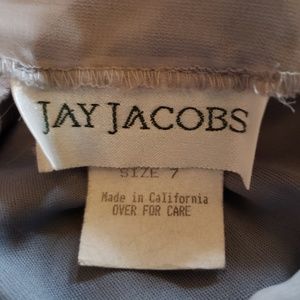 JAY JACOBS
SIZE 7
Made in California
OVER FOR CARE